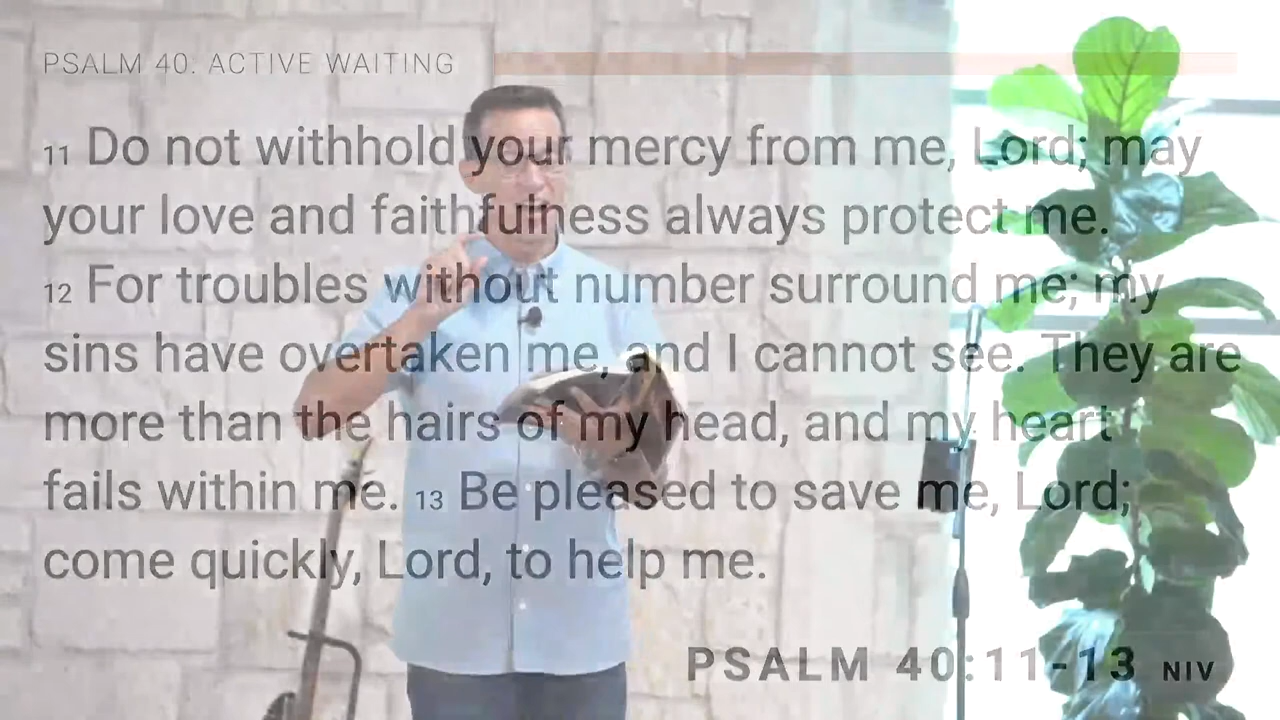 PSALM 40. ACTIVE WAITING
11 Do not withhold your mercy from me, Lord; may
your love and faithfulness always protect me.
12 For troubles without number surround me; my
sins have overtaken me, and I cannot see. They are
more than the hairs of my head, and my heart
fails within me. 13 Be pleased to save me, Lord;
come quickly, Lord, to help me.
PSALM 40:11-13 NIV